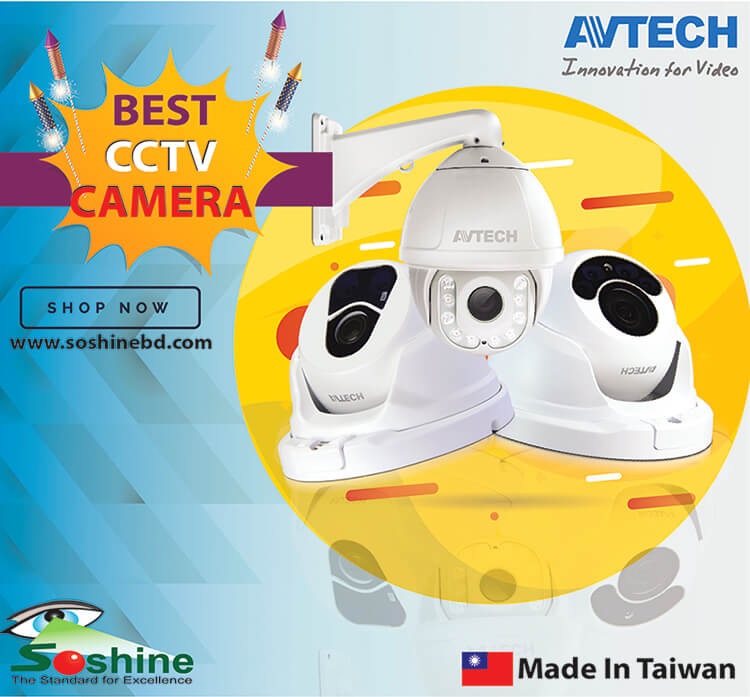 AVTECH
Innovation for Video
BEST
CCTV
CAMERA
AVTECH
SHOP NOW
www.soshinebd.com
AVTECH
AVTECH
Soshine
The Standard for Excellence
Made In Taiwan